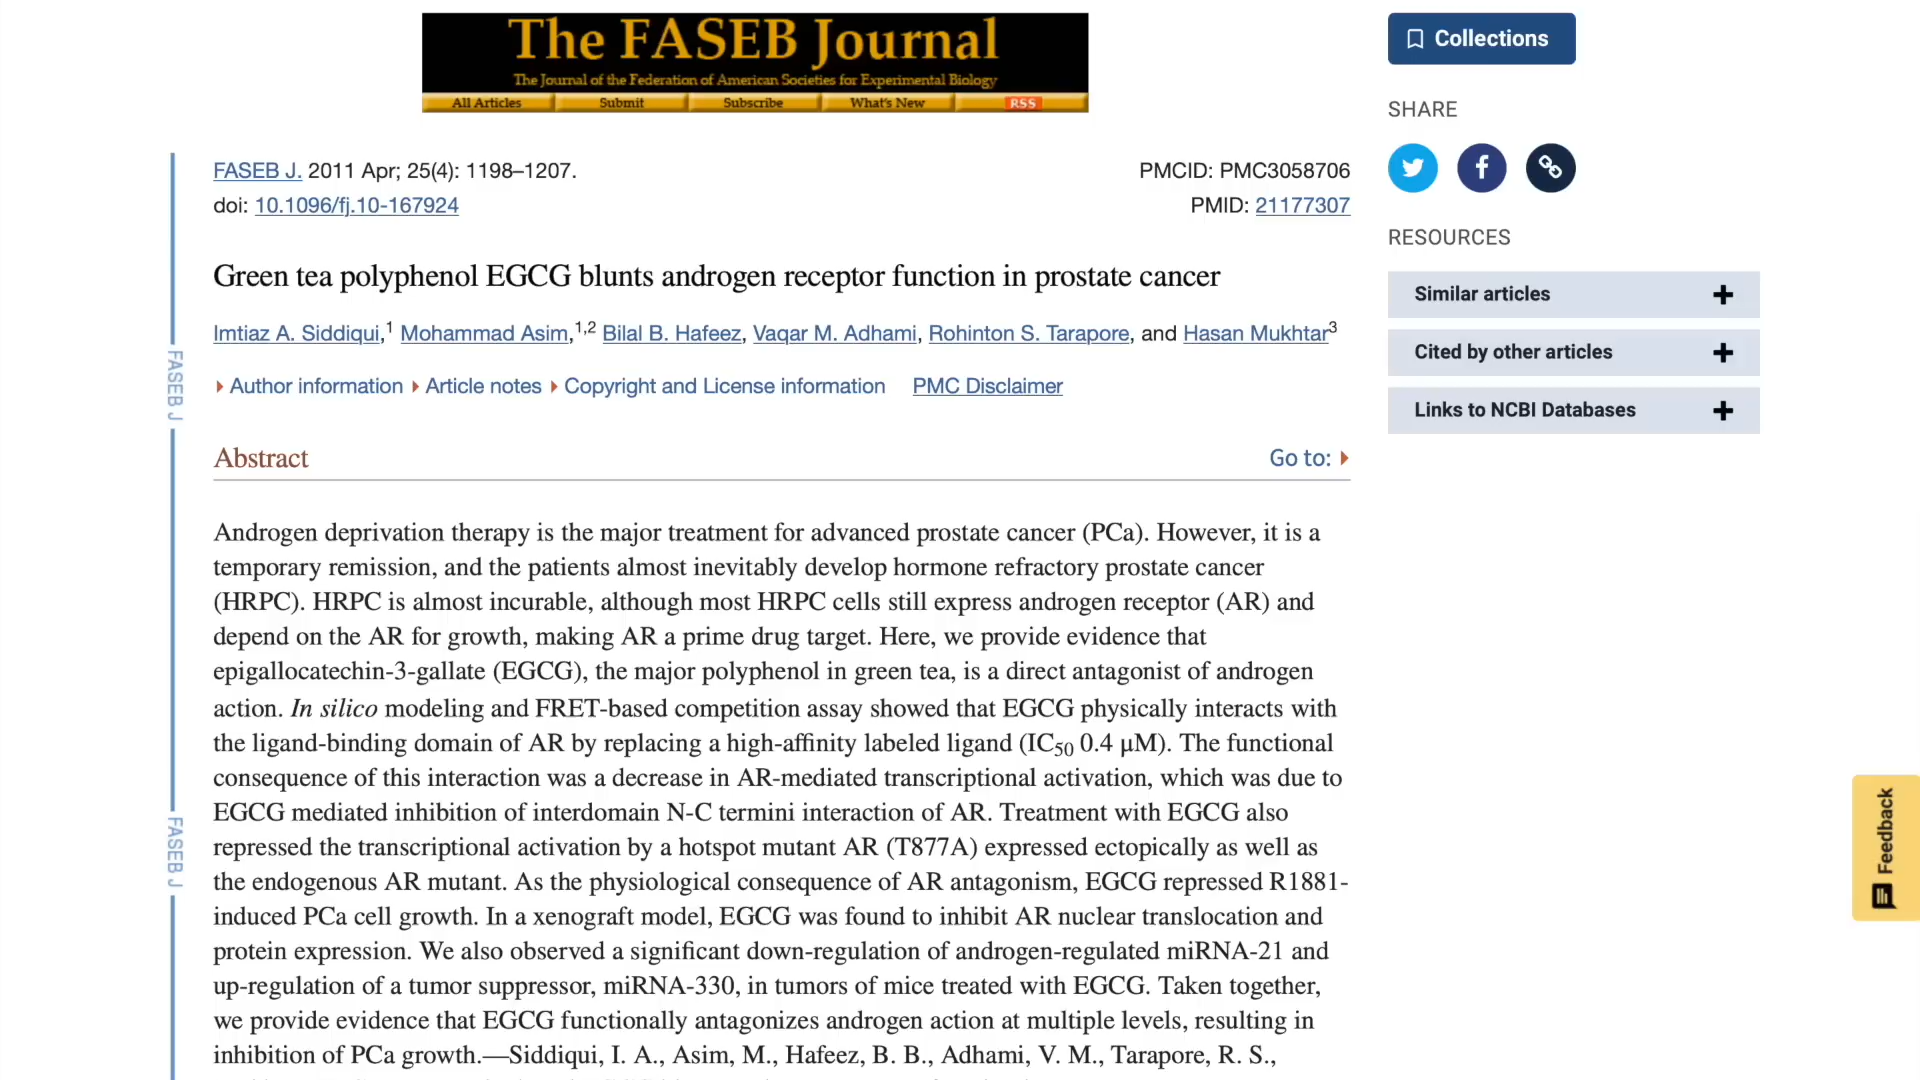 The FASEB Journal
The Journal of the Federation of American Societies for Experimental Biology
All Articles Submit Subscribe What's New RSS
Collections
SHARE
FASEB J. 2011 Apr; 25(4): 1198–1207.
doi: 10.1096/fj.10-167924
PMCID: PMC3058706
PMID: 21177307
RESOURCES
Similar articles
Cited by other articles
Links to NCBI Databases
Green tea polyphenol EGCG blunts androgen receptor function in prostate cancer
Imtiaz A. Siddiqui,1 Mohammad Asim,1,2 Bilal B. Hafeez, Vaqar M. Adhami, Rohinton S. Tarapore, and Hasan Mukhtar3
Author information Article notes Copyright and License information PMC Disclaimer
FASEB J
Abstract
Go to:
Androgen deprivation therapy is the major treatment for advanced prostate cancer (PCa). However, it is a
temporary remission, and the patients almost inevitably develop hormone refractory prostate cancer
(HRPC). HRPC is almost incurable, although most HRPC cells still express androgen receptor (AR) and
depend on the AR for growth, making AR a prime drug target. Here, we provide evidence that
epigallocatechin-3-gallate (EGCG), the major polyphenol in green tea, is a direct antagonist of androgen
action. In silico modeling and FRET-based competition assay showed that EGCG physically interacts with
the ligand-binding domain of AR by replacing a high-affinity labeled ligand (IC50 0.4 μM). The functional
consequence of this interaction was a decrease in AR-mediated transcriptional activation, which was due to
EGCG mediated inhibition of interdomain N-C termini interaction of AR. Treatment with EGCG also
repressed the transcriptional activation by a hotspot mutant AR (T877A) expressed ectopically as well as
the endogenous AR mutant. As the physiological consequence of AR antagonism, EGCG repressed R1881-
induced PCa cell growth. In a xenograft model, EGCG was found to inhibit AR nuclear translocation and
protein expression. We also observed a significant down-regulation of androgen-regulated miRNA-21 and
up-regulation of a tumor suppressor, miRNA-330, in tumors of mice treated with EGCG. Taken together,
we provide evidence that EGCG functionally antagonizes androgen action at multiple levels, resulting in
inhibition of PCa growth.—Siddiqui, I. A., Asim, M., Hafeez, B. B., Adhami, V. M., Tarapore, R. S.,
FASEB J
Feedback